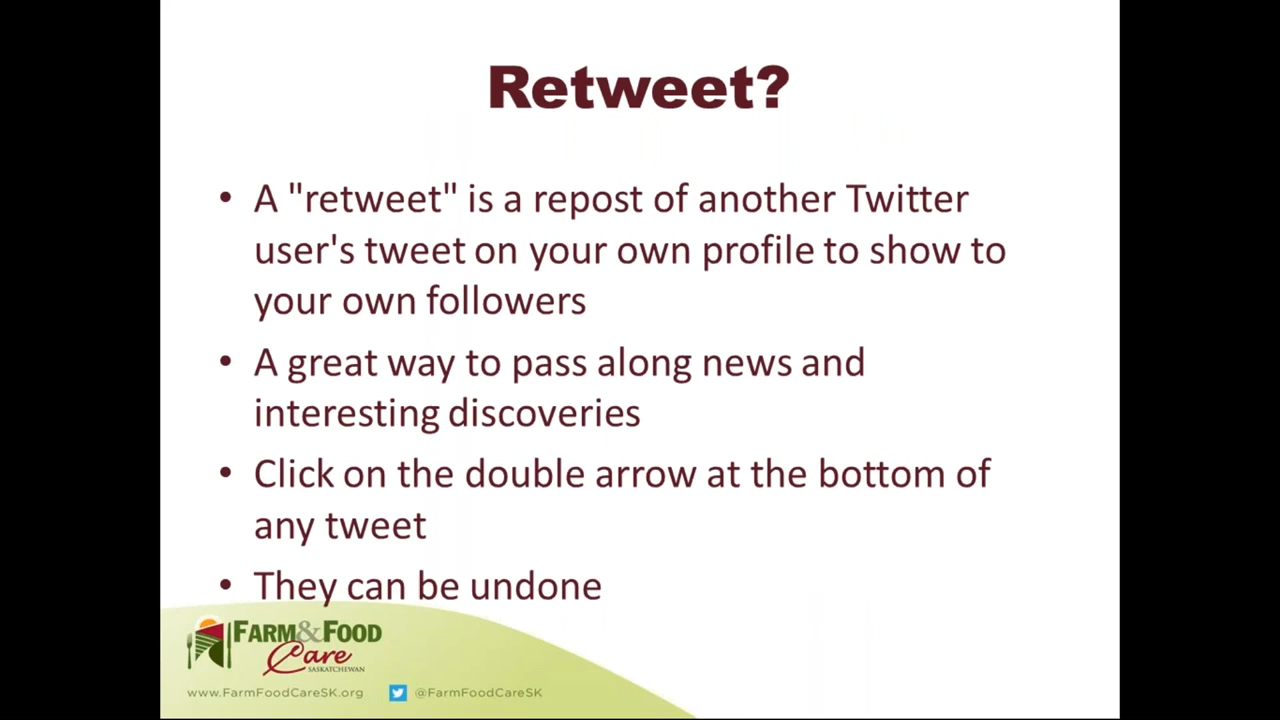 Retweet?
• A "retweet" is a repost of another Twitter
user's tweet on your own profile to show to
your own followers
• A great way to pass along news and
interesting discoveries
• Click on the double arrow at the bottom of
any tweet
• They can be undone
FARM&FOOD
Care
SASKATCHEWAN
www.FarmFoodCareSK.org @FarmFoodCareSK